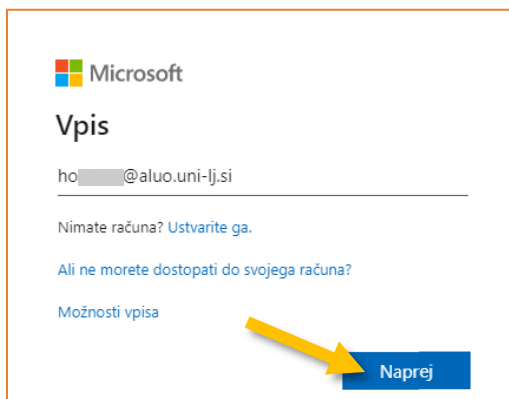 Microsoft
Vpis
ho @aluo.uni-lj.si
Nimate računa? Ustvarite ga.
Ali ne morete dostopati do svojega računa?
Možnosti vpisa
Naprej